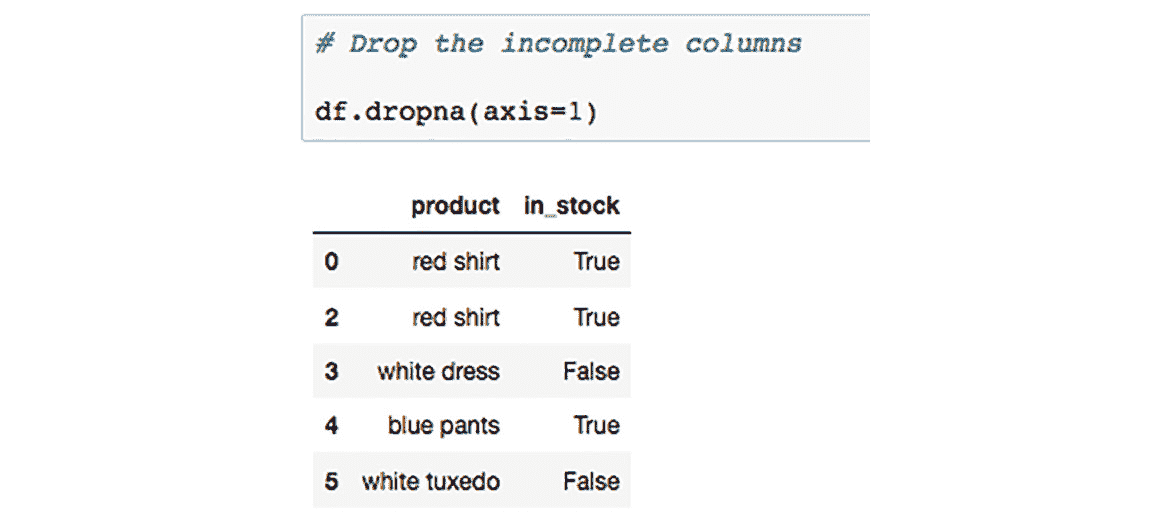 # Drop the incomplete columns
df.dropna(axis=1)
product in_stock
0 red shirt True
2 red shirt True
3 white dress False
4 blue pants True
5 white tuxedo False